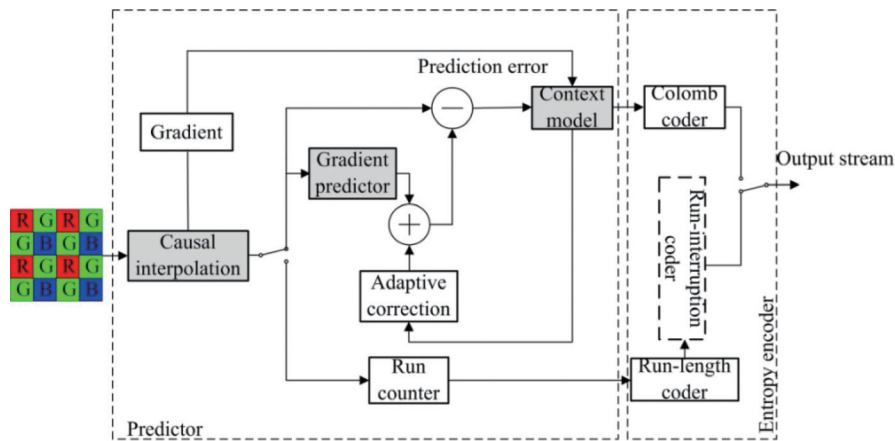 Prediction error
Context
model
Colomb
coder
Gradient
Gradient
predictor
Output stream
R G R G
G B G B
R G R G
G B G B
Causal
interpolation
Run-interruption
coder
Adaptive
correction
Run
counter
Run-length
coder
Predictor
Entropy encoder